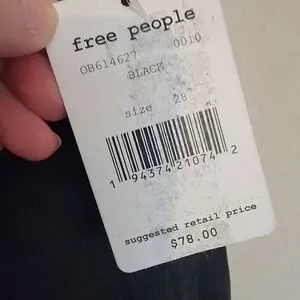 free people
OB614627 0010
BLACK
size 28
1 94374 21074 2
suggested retail price
$78.00